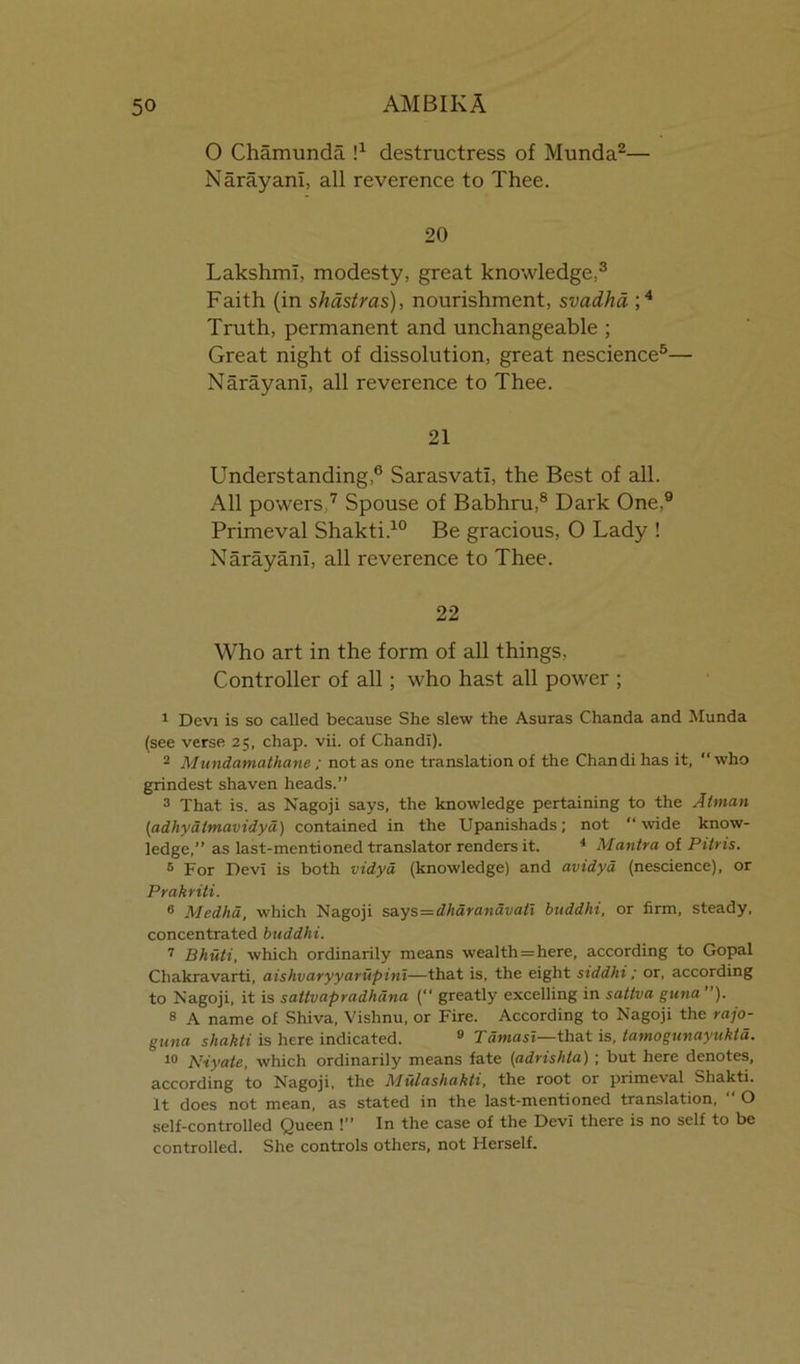 50 AMBIKĀ
O Chāmundā !¹ destructress of Munda²—
Nārāyanī, all reverence to Thee.
20
Lakshmī, modesty, great knowledge,³
Faith (in shāstras), nourishment, svadhā ;⁴
Truth, permanent and unchangeable ;
Great night of dissolution, great nescience⁵—
Nārāyanī, all reverence to Thee.
21
Understanding,⁶ Sarasvatī, the Best of all.
All powers,⁷ Spouse of Babhru,⁸ Dark One,⁹
Primeval Shakti.¹⁰ Be gracious, O Lady !
Nārāyānī, all reverence to Thee.
22
Who art in the form of all things,
Controller of all ; who hast all power ;
¹ Devi is so called because She slew the Asuras Chanda and Munda
(see verse 25, chap. vii. of Chandī).
² Mundamathane ; not as one translation of the Chandi has it, “who
grindest shaven heads.”
³ That is. as Nagoji says, the knowledge pertaining to the Ātman
(adhyātmavidyā) contained in the Upanishads; not “wide know-
ledge,” as last-mentioned translator renders it. ⁴ Mantra of Pitris.
⁵ For Devī is both vidyā (knowledge) and avidyā (nescience), or
Prakriti.
⁶ Medhā, which Nagoji says=dhāranāvatī buddhi, or firm, steady,
concentrated buddhi.
⁷ Bhūti, which ordinarily means wealth=here, according to Gopal
Chakravarti, aishvaryyarūpinī—that is, the eight siddhi ; or, according
to Nagoji, it is sattvapradhāna (“ greatly excelling in sattva guna ”).
⁸ A name of Shiva, Vishnu, or Fire. According to Nagoji the rajo-
guna shakti is here indicated. ⁹ Tāmasī—that is, tamogunayuktā.
¹⁰ Niyate, which ordinarily means fate (adrishta) ; but here denotes,
according to Nagoji, the Mūlashakti, the root or primeval Shakti.
It does not mean, as stated in the last-mentioned translation, “ O
self-controlled Queen !” In the case of the Devī there is no self to be
controlled. She controls others, not Herself.